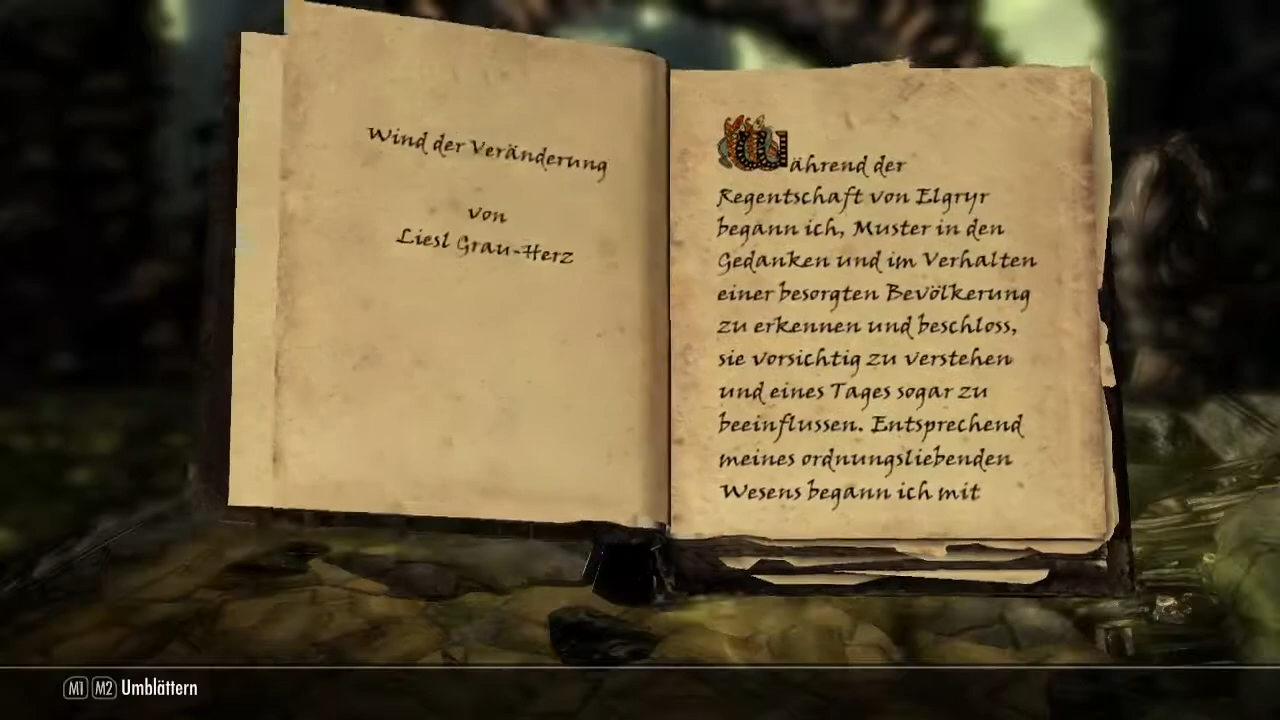 Wind der Veränderung
von
Liesl Grau-Herz
Während der
Regentschaft von Elgryr
begann ich, Muster in den
Gedanken und im Verhalten
einer besorgten Bevölkerung
zu erkennen und beschloss,
sie vorsichtig zu verstehen
und eines Tages sogar zu
beeinflussen. Entsprechend
meines ordnungsliebenden
Wesens begann ich mit
M1 M2 Umblättern